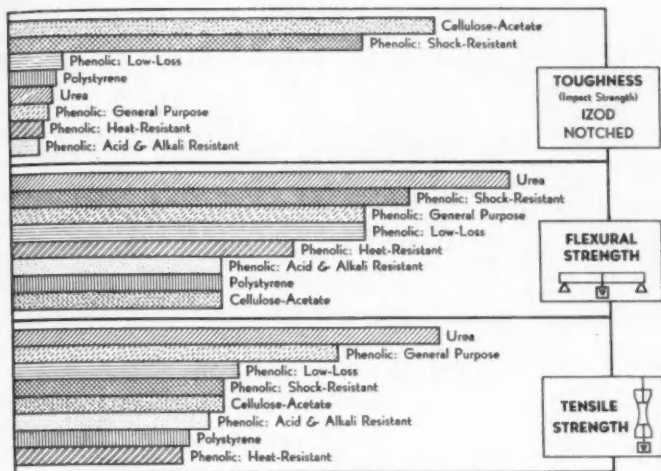 Cellulose-Acetate
Phenolic: Shock-Resistant
Phenolic: Low-Loss
Polystyrene
Urea
Phenolic: General Purpose
Phenolic: Heat-Resistant
Phenolic: Acid & Alkali Resistant
TOUGHNESS
(Impact Strength)
IZOD
NOTCHED
Urea
Phenolic: Shock-Resistant
Phenolic: General Purpose
Phenolic: Low-Loss
Phenolic: Heat-Resistant
Phenolic: Acid & Alkali Resistant
Polystyrene
Cellulose-Acetate
FLEXURAL
STRENGTH
W
Urea
Phenolic: General Purpose
Phenolic: Low-Loss
Phenolic: Shock-Resistant
Cellulose-Acetate
Phenolic: Acid & Alkali Resistant
Polystyrene
Phenolic: Heat-Resistant
TENSILE
STRENGTH
W